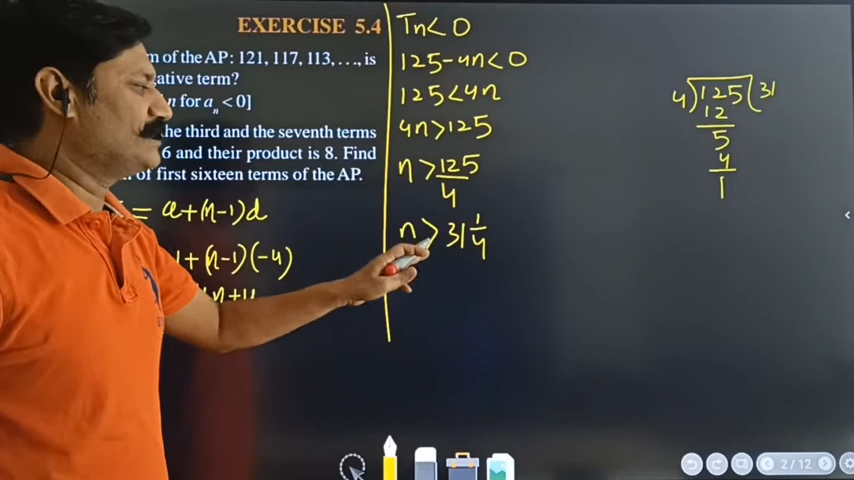 EXERCISE 5.4
m of the AP: 121, 117, 113, . . ., is
gative term?
n for aₙ < 0]
the third and the seventh terms
6 and their product is 8. Find
of first sixteen terms of the AP.
= a+(n-1)d
1 +(n-1)(-4)
Tn < 0
125-4n < 0
125 < 4n
4n > 125
n > 125/4
n > 31 1/4
4)125(31
12
5
4
1
2 / 12